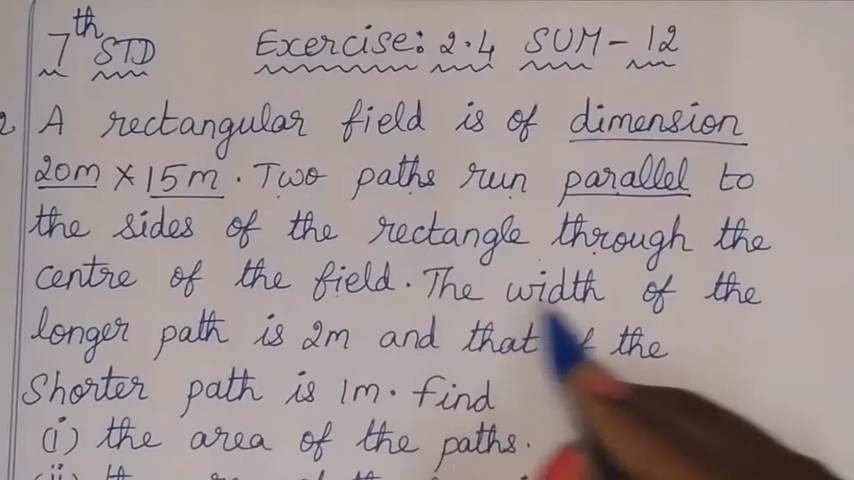 7th STD Exercise: 2.4 SUM - 12
A rectangular field is of dimension
20m × 15m. Two paths run parallel to
the sides of the rectangle through the
centre of the field. The width of the
longer path is 2m and that the
shorter path is 1m. find
(i) the area of the paths.
(ii)